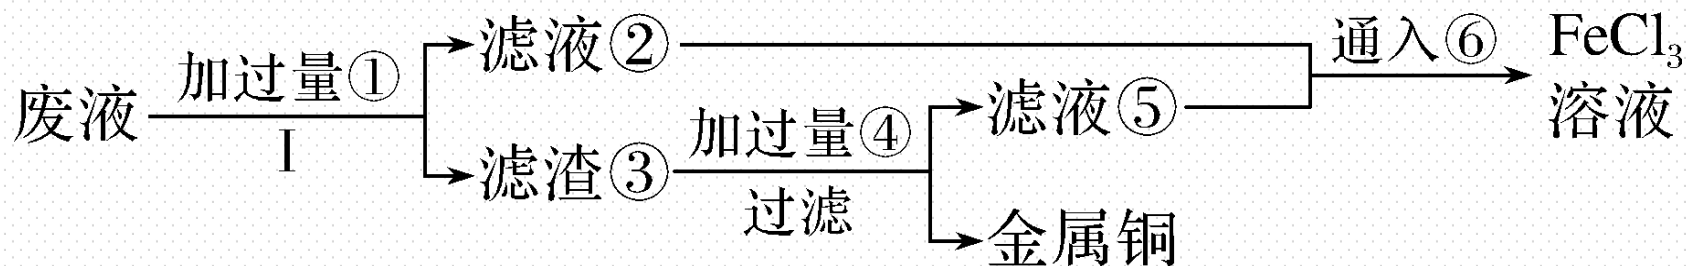 废液
加过量①
I
滤液②
滤渣③
加过量④
过滤
滤液⑤
金属铜
通入⑥
FeCl₃
溶液